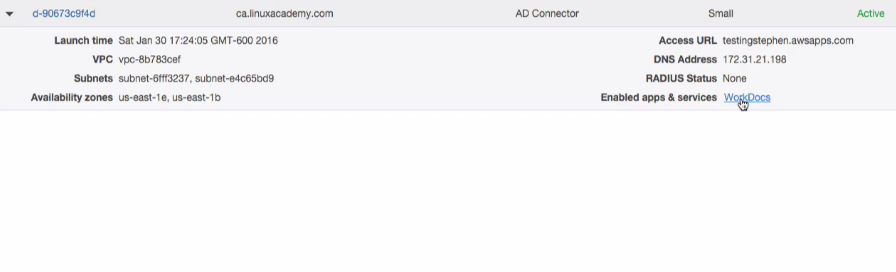 d-90673c9f4d ca.linuxacademy.com AD Connector Small Active
Launch time Sat Jan 30 17:24:05 GMT-600 2016 Access URL testingstephen.awsapps.com
VPC vpc-8b783cef DNS Address 172.31.21.198
Subnets subnet-6fff3237, subnet-e4c65bd9 RADIUS Status None
Availability zones us-east-1e, us-east-1b Enabled apps & services WorkDocs